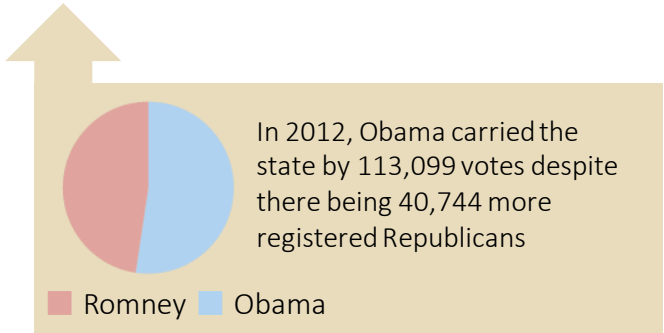 In 2012, Obama carried the
state by 113,099 votes despite
there being 40,744 more
registered Republicans
Romney Obama